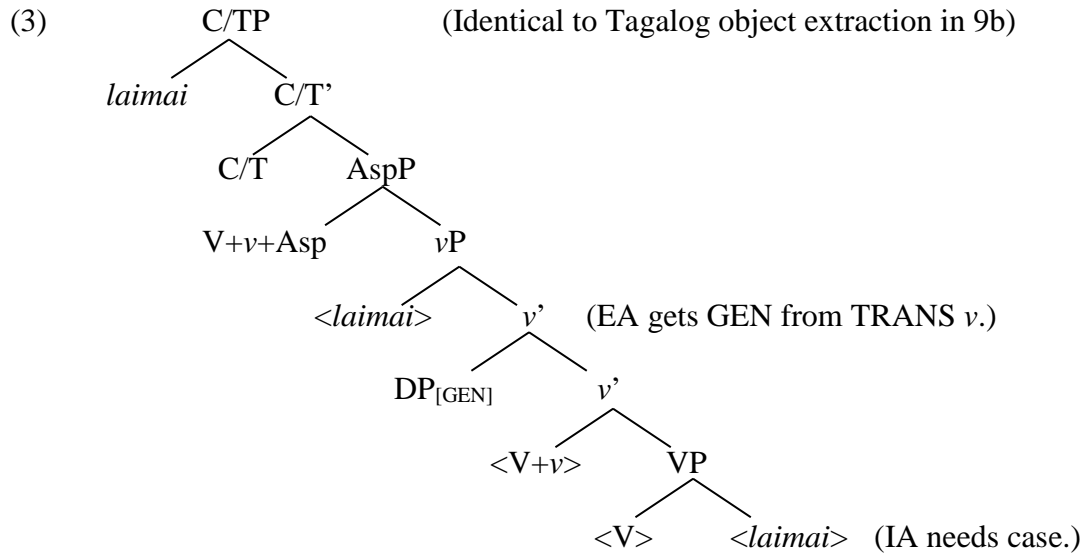 (3) C/TP (Identical to Tagalog object extraction in 9b)
laimai C/T’
C/T AspP
V+v+Asp vP
<laimai> v’ (EA gets GEN from TRANS v.)
DP[GEN] v’
<V+v> VP
<V> <laimai> (IA needs case.)